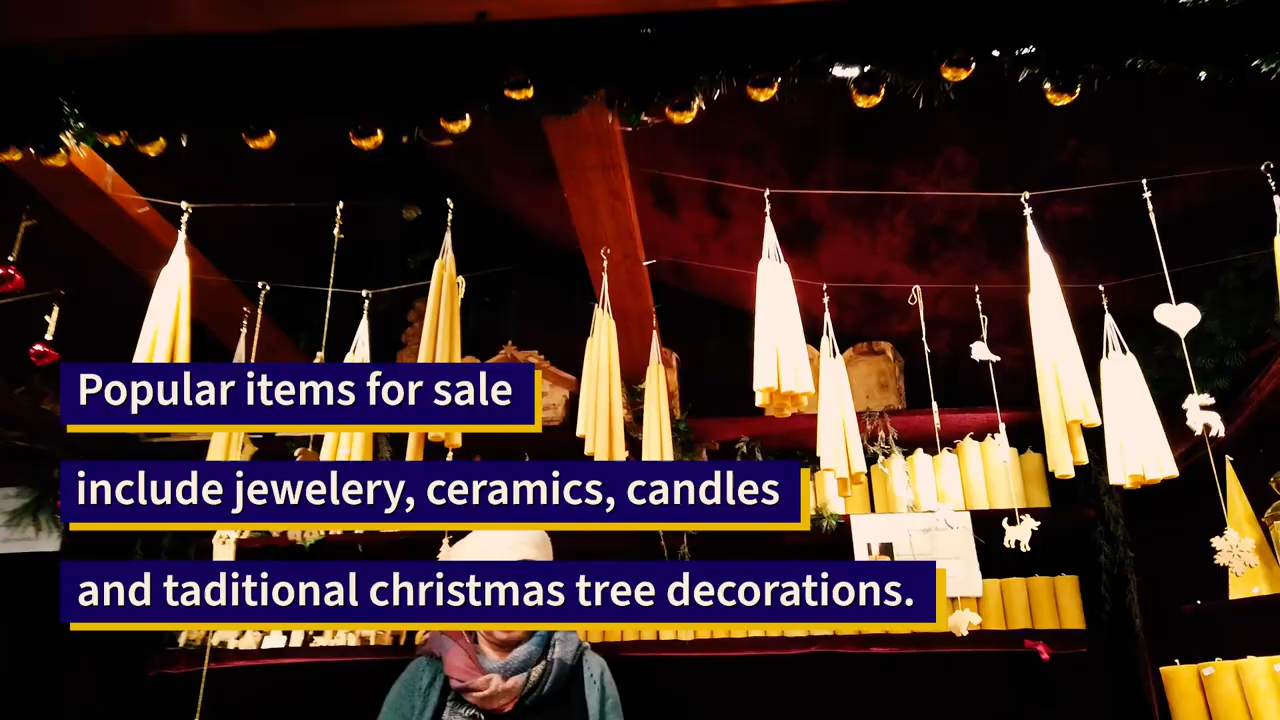 Popular items for sale
include jewelery, ceramics, candles
and taditional christmas tree decorations.